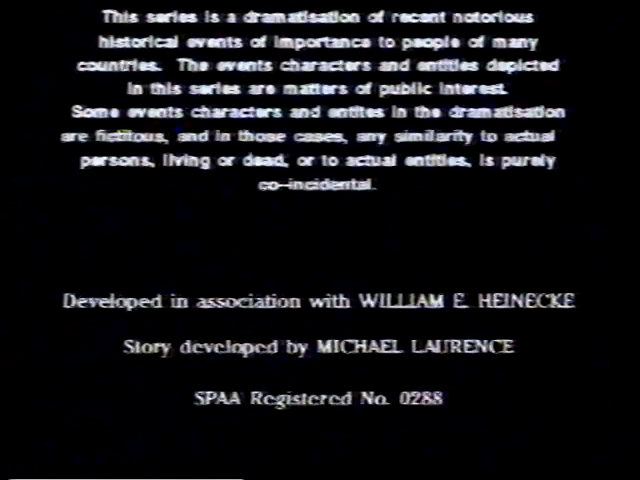 This series is a dramatisation of recent notorious
historical events of importance to people of many
countries. The events characters and entities depicted
in this series are matters of public interest.
Some events characters and entites in the dramatisation
are fictitous, and in those cases, any similarity to actual
persons, living or dead, or to actual entities, is purely
co-incidental.
Developed in association with WILLIAM E. HEINECKE
Story developed by MICHAEL LAURENCE
SPAA Registered No. 0288